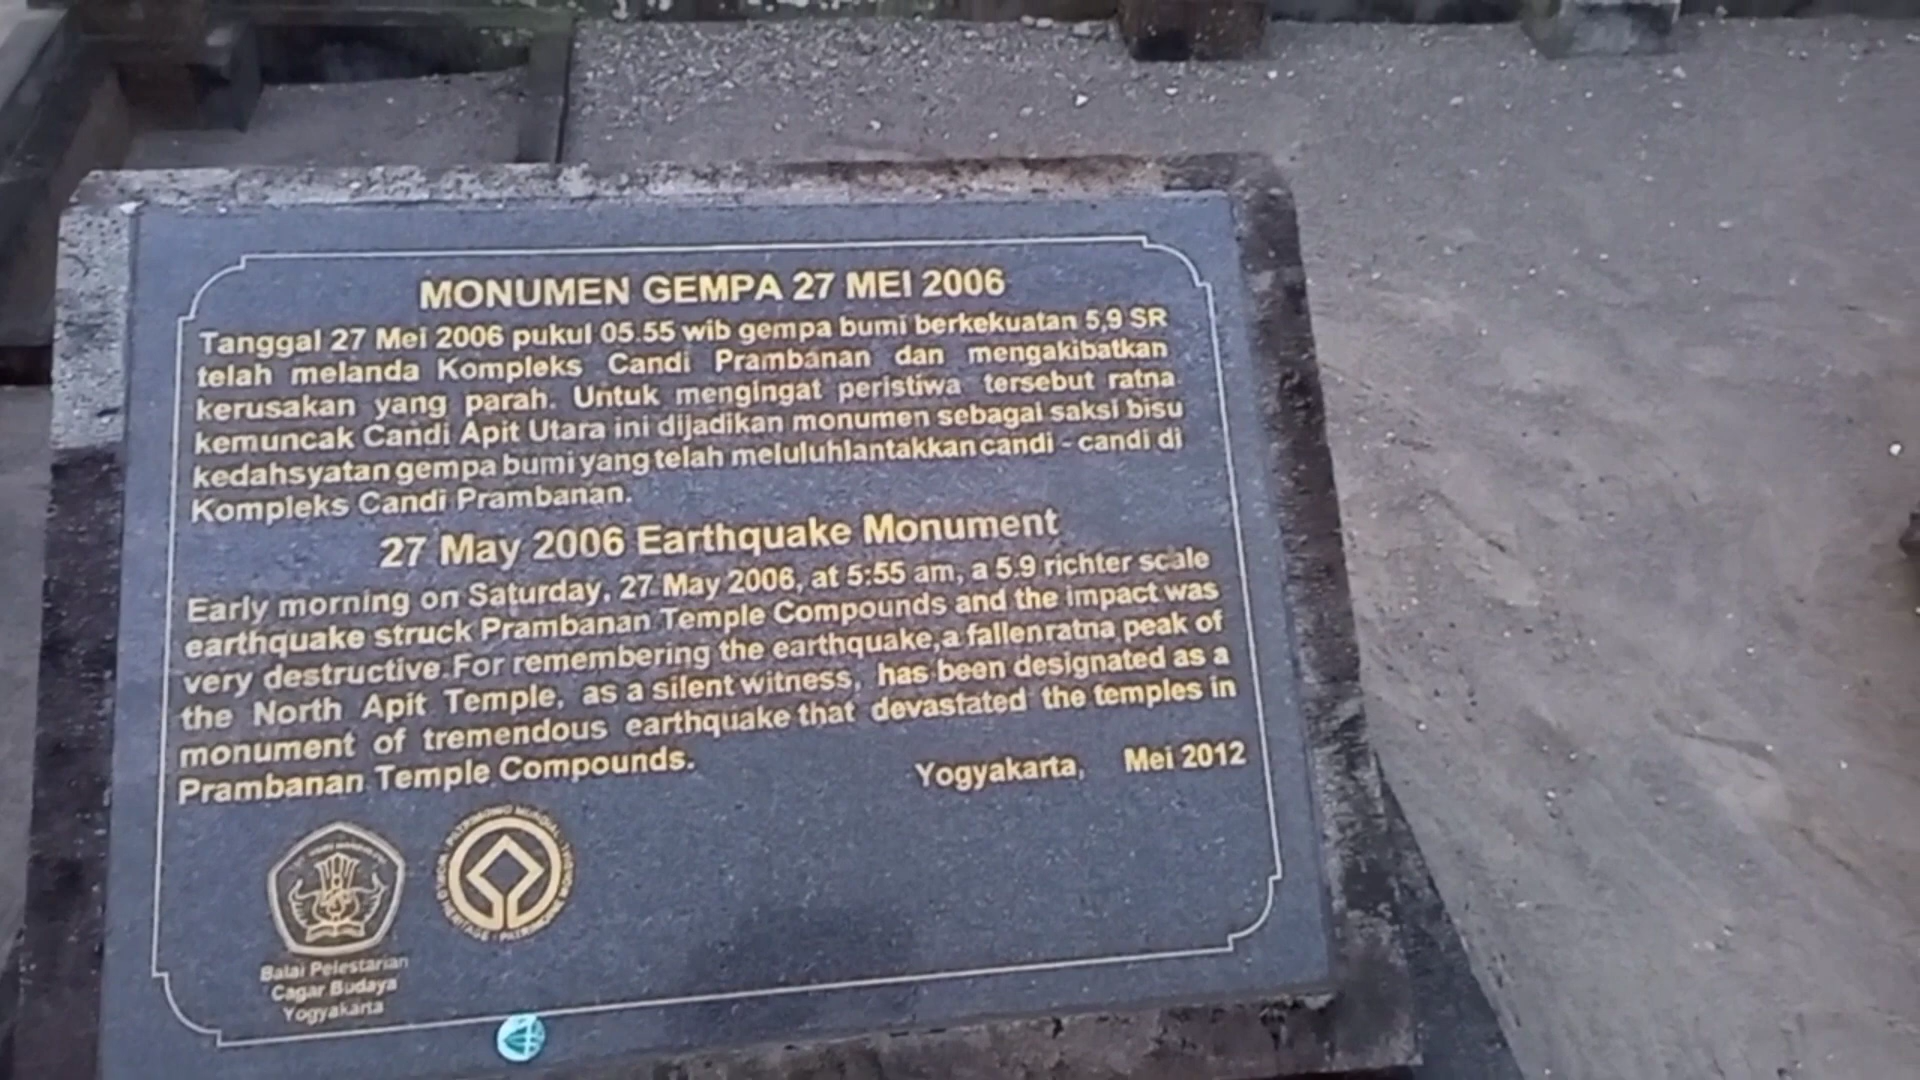 MONUMEN GEMPA 27 MEI 2006
Tanggal 27 Mei 2006 pukul 05.55 wib gempa bumi berkekuatan 5,9 SR
telah melanda Kompleks Candi Prambanan dan mengakibatkan
kerusakan yang parah. Untuk mengingat peristiwa tersebut ratna
kemuncak Candi Apit Utara ini dijadikan monumen sebagai saksi bisu
kedahsyatan gempa bumi yang telah meluluhlantakkan candi - candi di
Kompleks Candi Prambanan.
27 May 2006 Earthquake Monument
Early morning on Saturday, 27 May 2006, at 5:55 am, a 5.9 richter scale
earthquake struck Prambanan Temple Compounds and the impact was
very destructive. For remembering the earthquake, a fallen ratna peak of
the North Apit Temple, as a silent witness, has been designated as a
monument of tremendous earthquake that devastated the temples in
Prambanan Temple Compounds.
Yogyakarta, Mei 2012
Balai Pelestarian
Cagar Budaya
Yogyakarta